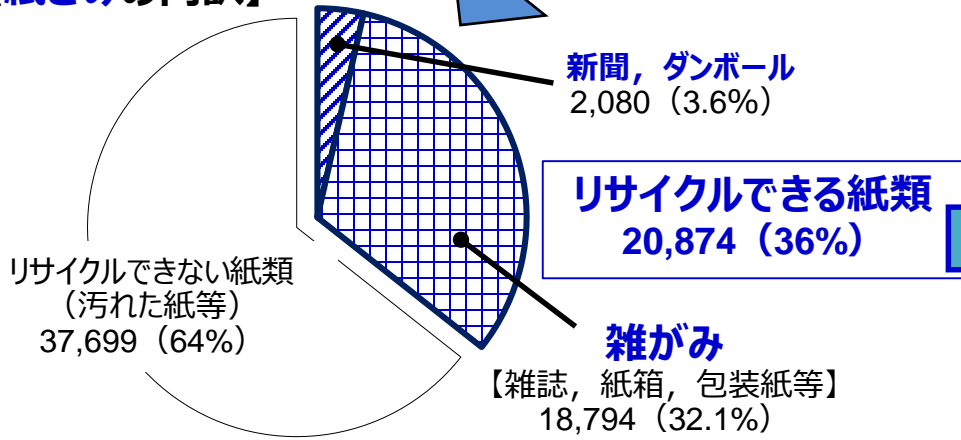 新聞，ダンボール
2,080（3.6%）
リサイクルできる紙類
20,874（36%）
リサイクルできない紙類
（汚れた紙等）
37,699（64%）
雑がみ
【雑誌，紙箱，包装紙等】
18,794（32.1%）